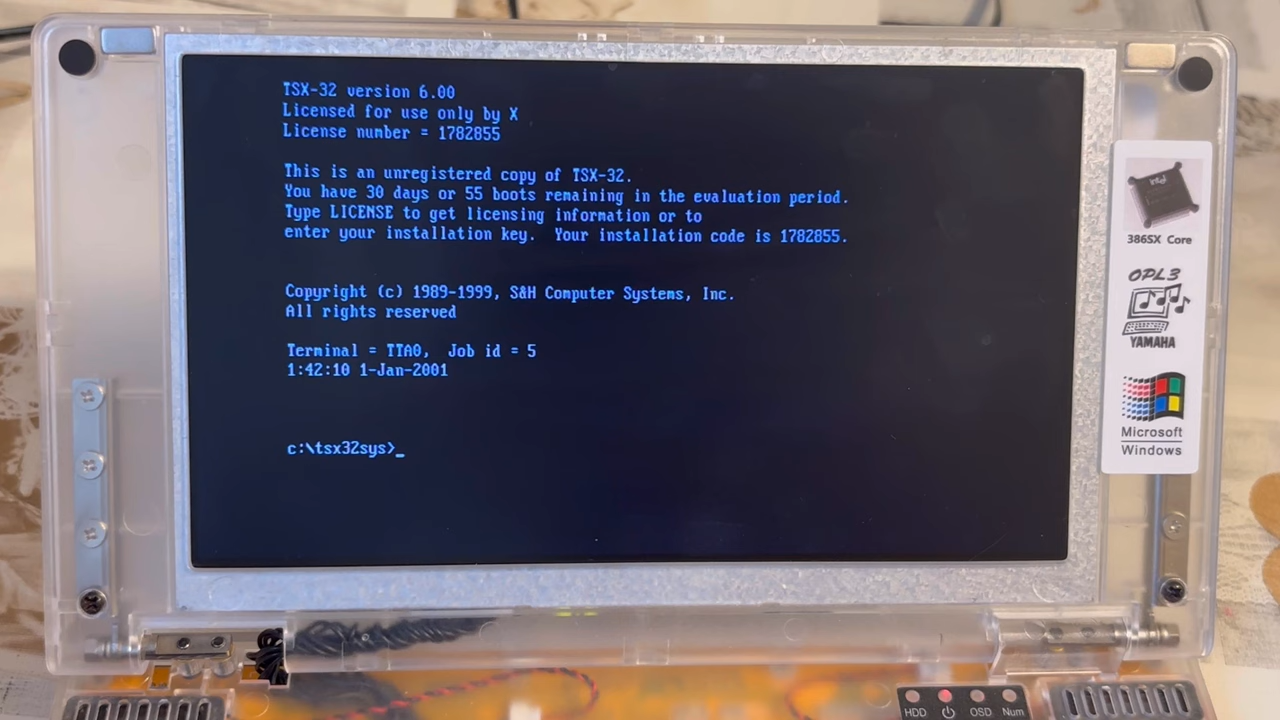 TSX-32 version 6.00
Licensed for use only by X
License number = 1782855
This is an unregistered copy of TSX-32.
You have 30 days or 55 boots remaining in the evaluation period.
Type LICENSE to get licensing information or to
enter your installation key.  Your installation code is 1782855.
Copyright (c) 1989-1999, S&H Computer Systems, Inc.
All rights reserved
Terminal = TTA0,  Job id = 5
1:42:10 1-Jan-2001
c:\tsx32sys>_
intel
386SX Core
OPL3
YAMAHA
Microsoft
Windows
HDD
OSD
Num